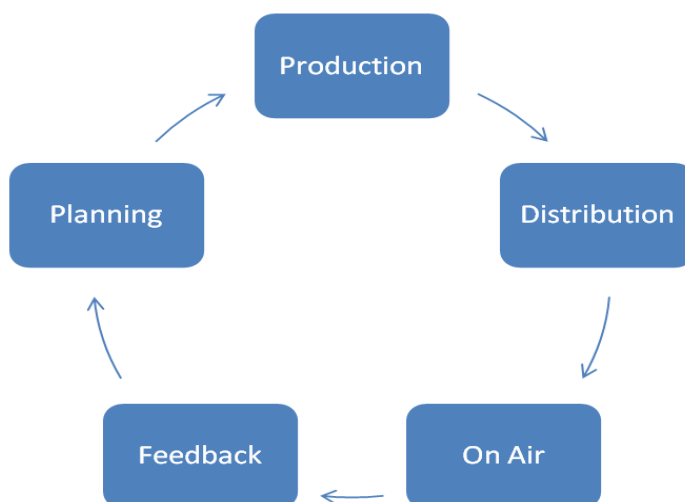 Production
Planning
Distribution
Feedback
On Air